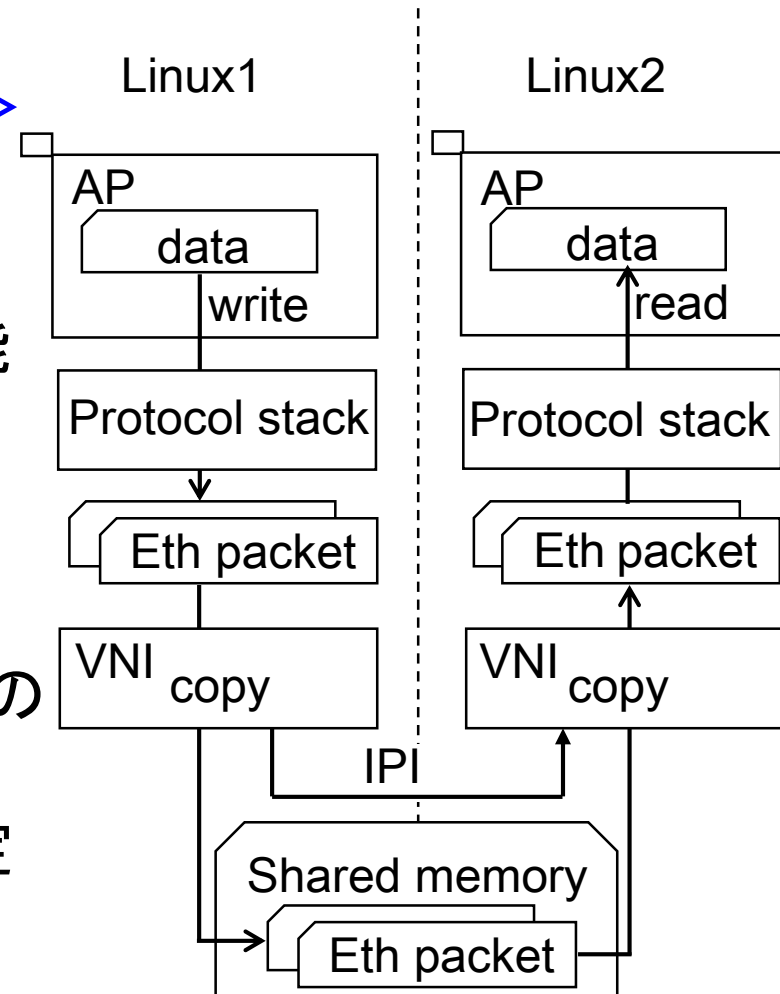 Linux1
Linux2
AP
AP
data
data
write
read
Protocol stack
Protocol stack
Eth packet
Eth packet
VNI
copy
VNI
copy
の
IPI
Shared memory
Eth packet